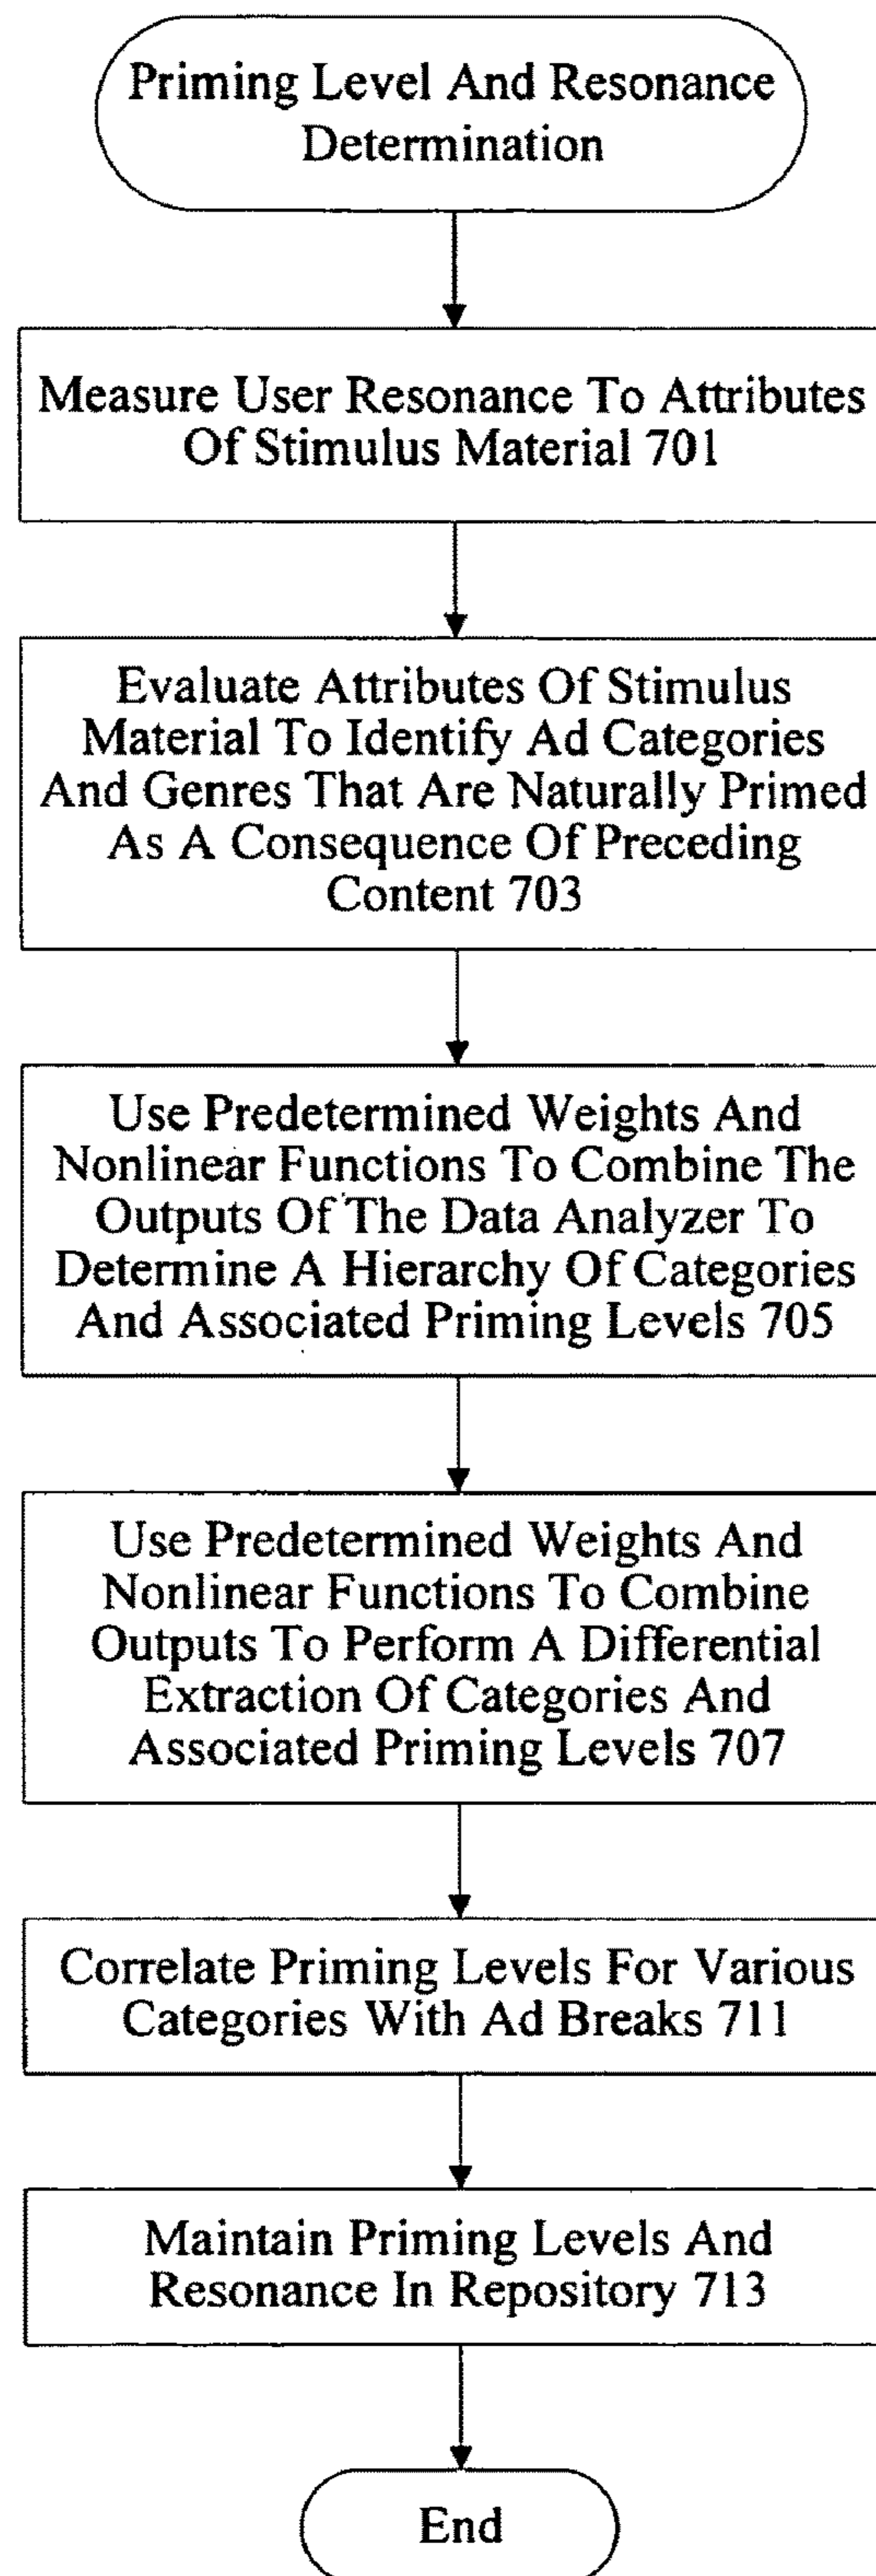 Priming Level And Resonance
Determination
Measure User Resonance To Attributes
Of Stimulus Material 701
Evaluate Attributes Of Stimulus
Material To Identify Ad Categories
And Genres That Are Naturally Primed
As A Consequence Of Preceding
Content 703
Use Predetermined Weights And
Nonlinear Functions To Combine The
Outputs Of The Data Analyzer To
Determine A Hierarchy Of Categories
And Associated Priming Levels 705
Use Predetermined Weights And
Nonlinear Functions To Combine
Outputs To Perform A Differential
Extraction Of Categories And
Associated Priming Levels 707
Correlate Priming Levels For Various
Categories With Ad Breaks 711
Maintain Priming Levels And
Resonance In Repository 713
End